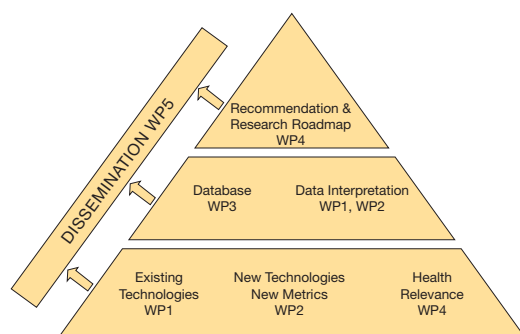 DISSEMINATION WP5
Recommendation &
Research Roadmap
WP4
Database
WP3
Data Interpretation
WP1, WP2
Existing
Technologies
WP1
New Technologies
New Metrics
WP2
Health
Relevance
WP4